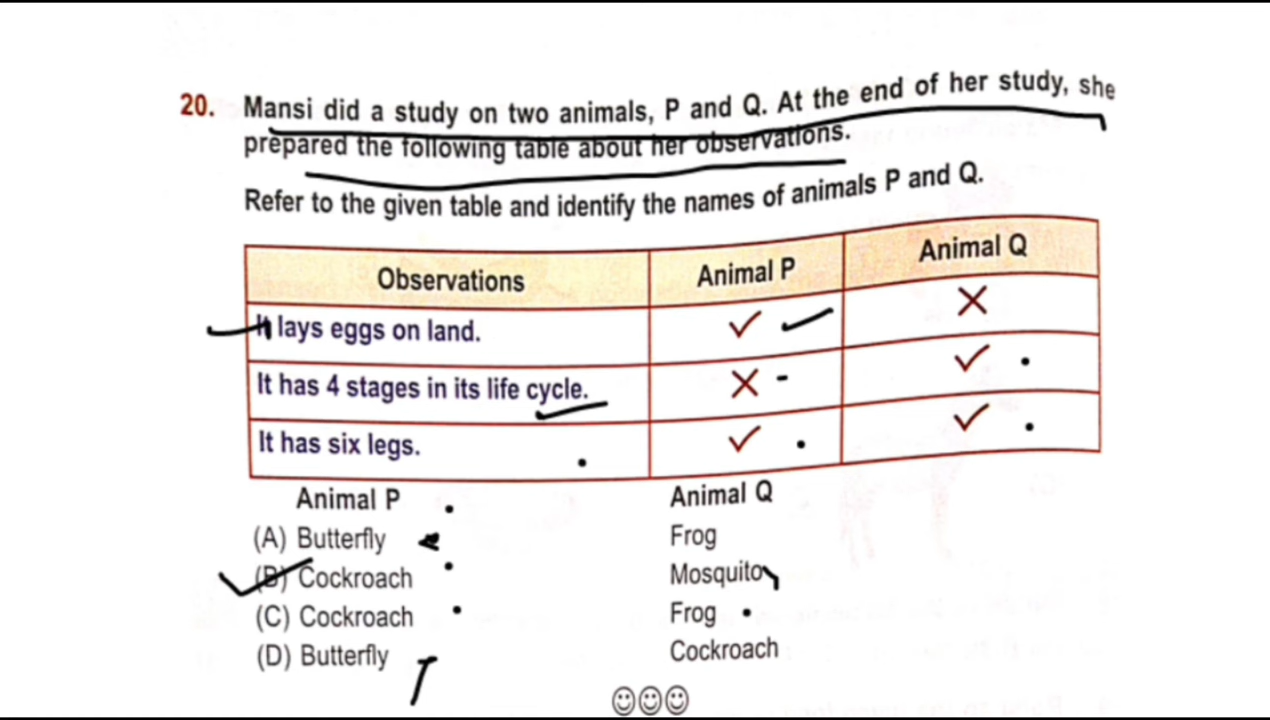 20. Mansi did a study on two animals, P and Q. At the end of her study, she
prepared the following table about her observations.
Refer to the given table and identify the names of animals P and Q.
Observations Animal P Animal Q
It lays eggs on land. ✓ ✗
It has 4 stages in its life cycle. ✗ ✓
It has six legs. ✓ ✓
Animal P Animal Q
(A) Butterfly Frog
(B) Cockroach Mosquito
(C) Cockroach Frog
(D) Butterfly Cockroach
☺☺☺